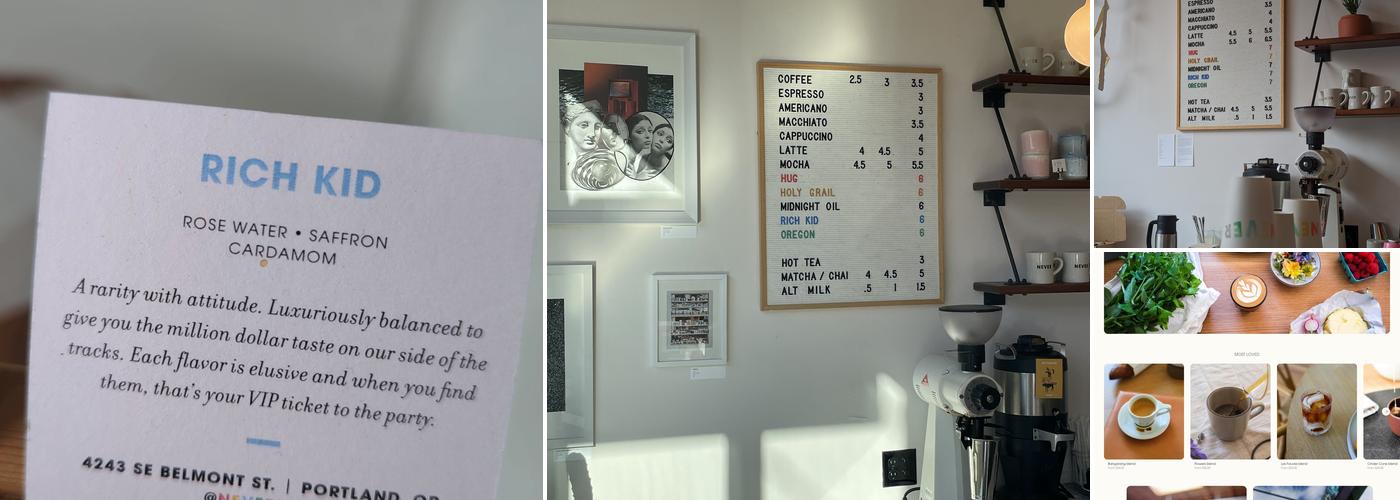 RICH KID
ROSE WATER • SAFFRON
CARDAMOM
A rarity with attitude. Luxuriously balanced to
give you the million dollar taste on our side of the
tracks. Each flavor is elusive and when you find
them, that's your VIP ticket to the party.
4243 SE BELMONT ST. | PORTLAND, OR
@NEVE
COFFEE 2.5 3 3.5
ESPRESSO 3
AMERICANO 3
MACCHIATO 3.5
CAPPUCCINO 4
LATTE 4 4.5 5
MOCHA 4.5 5 5.5
HUG 6
HOLY GRAIL 6
MIDNIGHT OIL 6
RICH KID 6
OREGON 6
HOT TEA 3
MATCHA / CHAI 4 4.5 5
ALT MILK .5 1 1.5
NEVER
NEVER
ESPRESSO 3.5
AMERICANO 4
MACCHIATO 4
CAPPUCCINO 4
LATTE 4.5 5 5.5
MOCHA 5.5 6 6.5
HUG 7
HOLY GRAIL 7
MIDNIGHT OIL 7
RICH KID 7
OREGON 7
HOT TEA 3.5
MATCHA / CHAI 4.5 5 5.5
ALT MILK .5 1 1.5
MOST LOVED